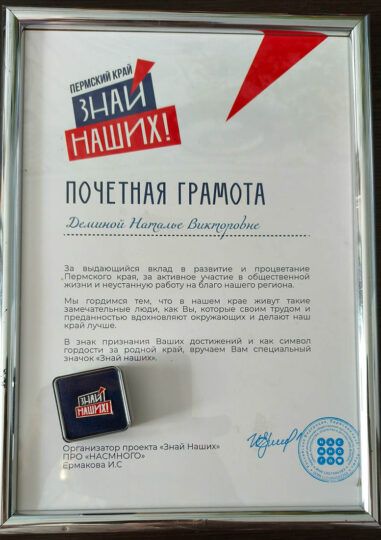 ПЕРМСКИЙ КРАЙ
ЗНАЙ
НАШИХ!
ПОЧЕТНАЯ ГРАМОТА
Деминой Наталье Викторовне
За выдающийся вклад в развитие и процветание
Пермского края, за активное участие в общественной
жизни и неустанную работу на благо нашего региона.
Мы гордимся тем, что в нашем крае живут такие
замечательные люди, как Вы, которые своим трудом и
преданностью вдохновляют окружающих и делают наш
край лучше.
В знак признания Ваших достижений и как символ
гордости за родной край, вручаем Вам специальный
значок «Знай наших».
ЗНАЙ
НАШИХ!
Организатор проекта «Знай Наших»
ПРО «НАСМНОГО»
Ермакова И.С